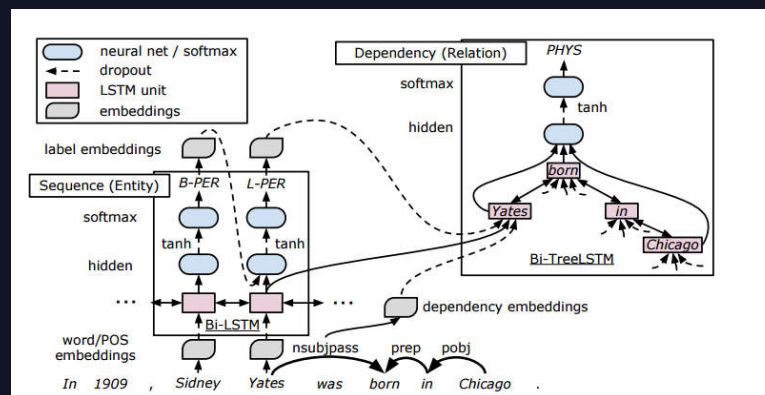 neural net / softmax
dropout
LSTM unit
embeddings
Dependency (Relation)
PHYS
softmax
tanh
hidden
born
Yates
in
Chicago
Bi-TreeLSTM
label embeddings
Sequence (Entity)
B-PER L-PER
softmax
tanh tanh
hidden
... ...
Bi-LSTM
dependency embeddings
word/POS
embeddings
nsubjpass prep pobj
In 1909 , Sidney Yates was born in Chicago .